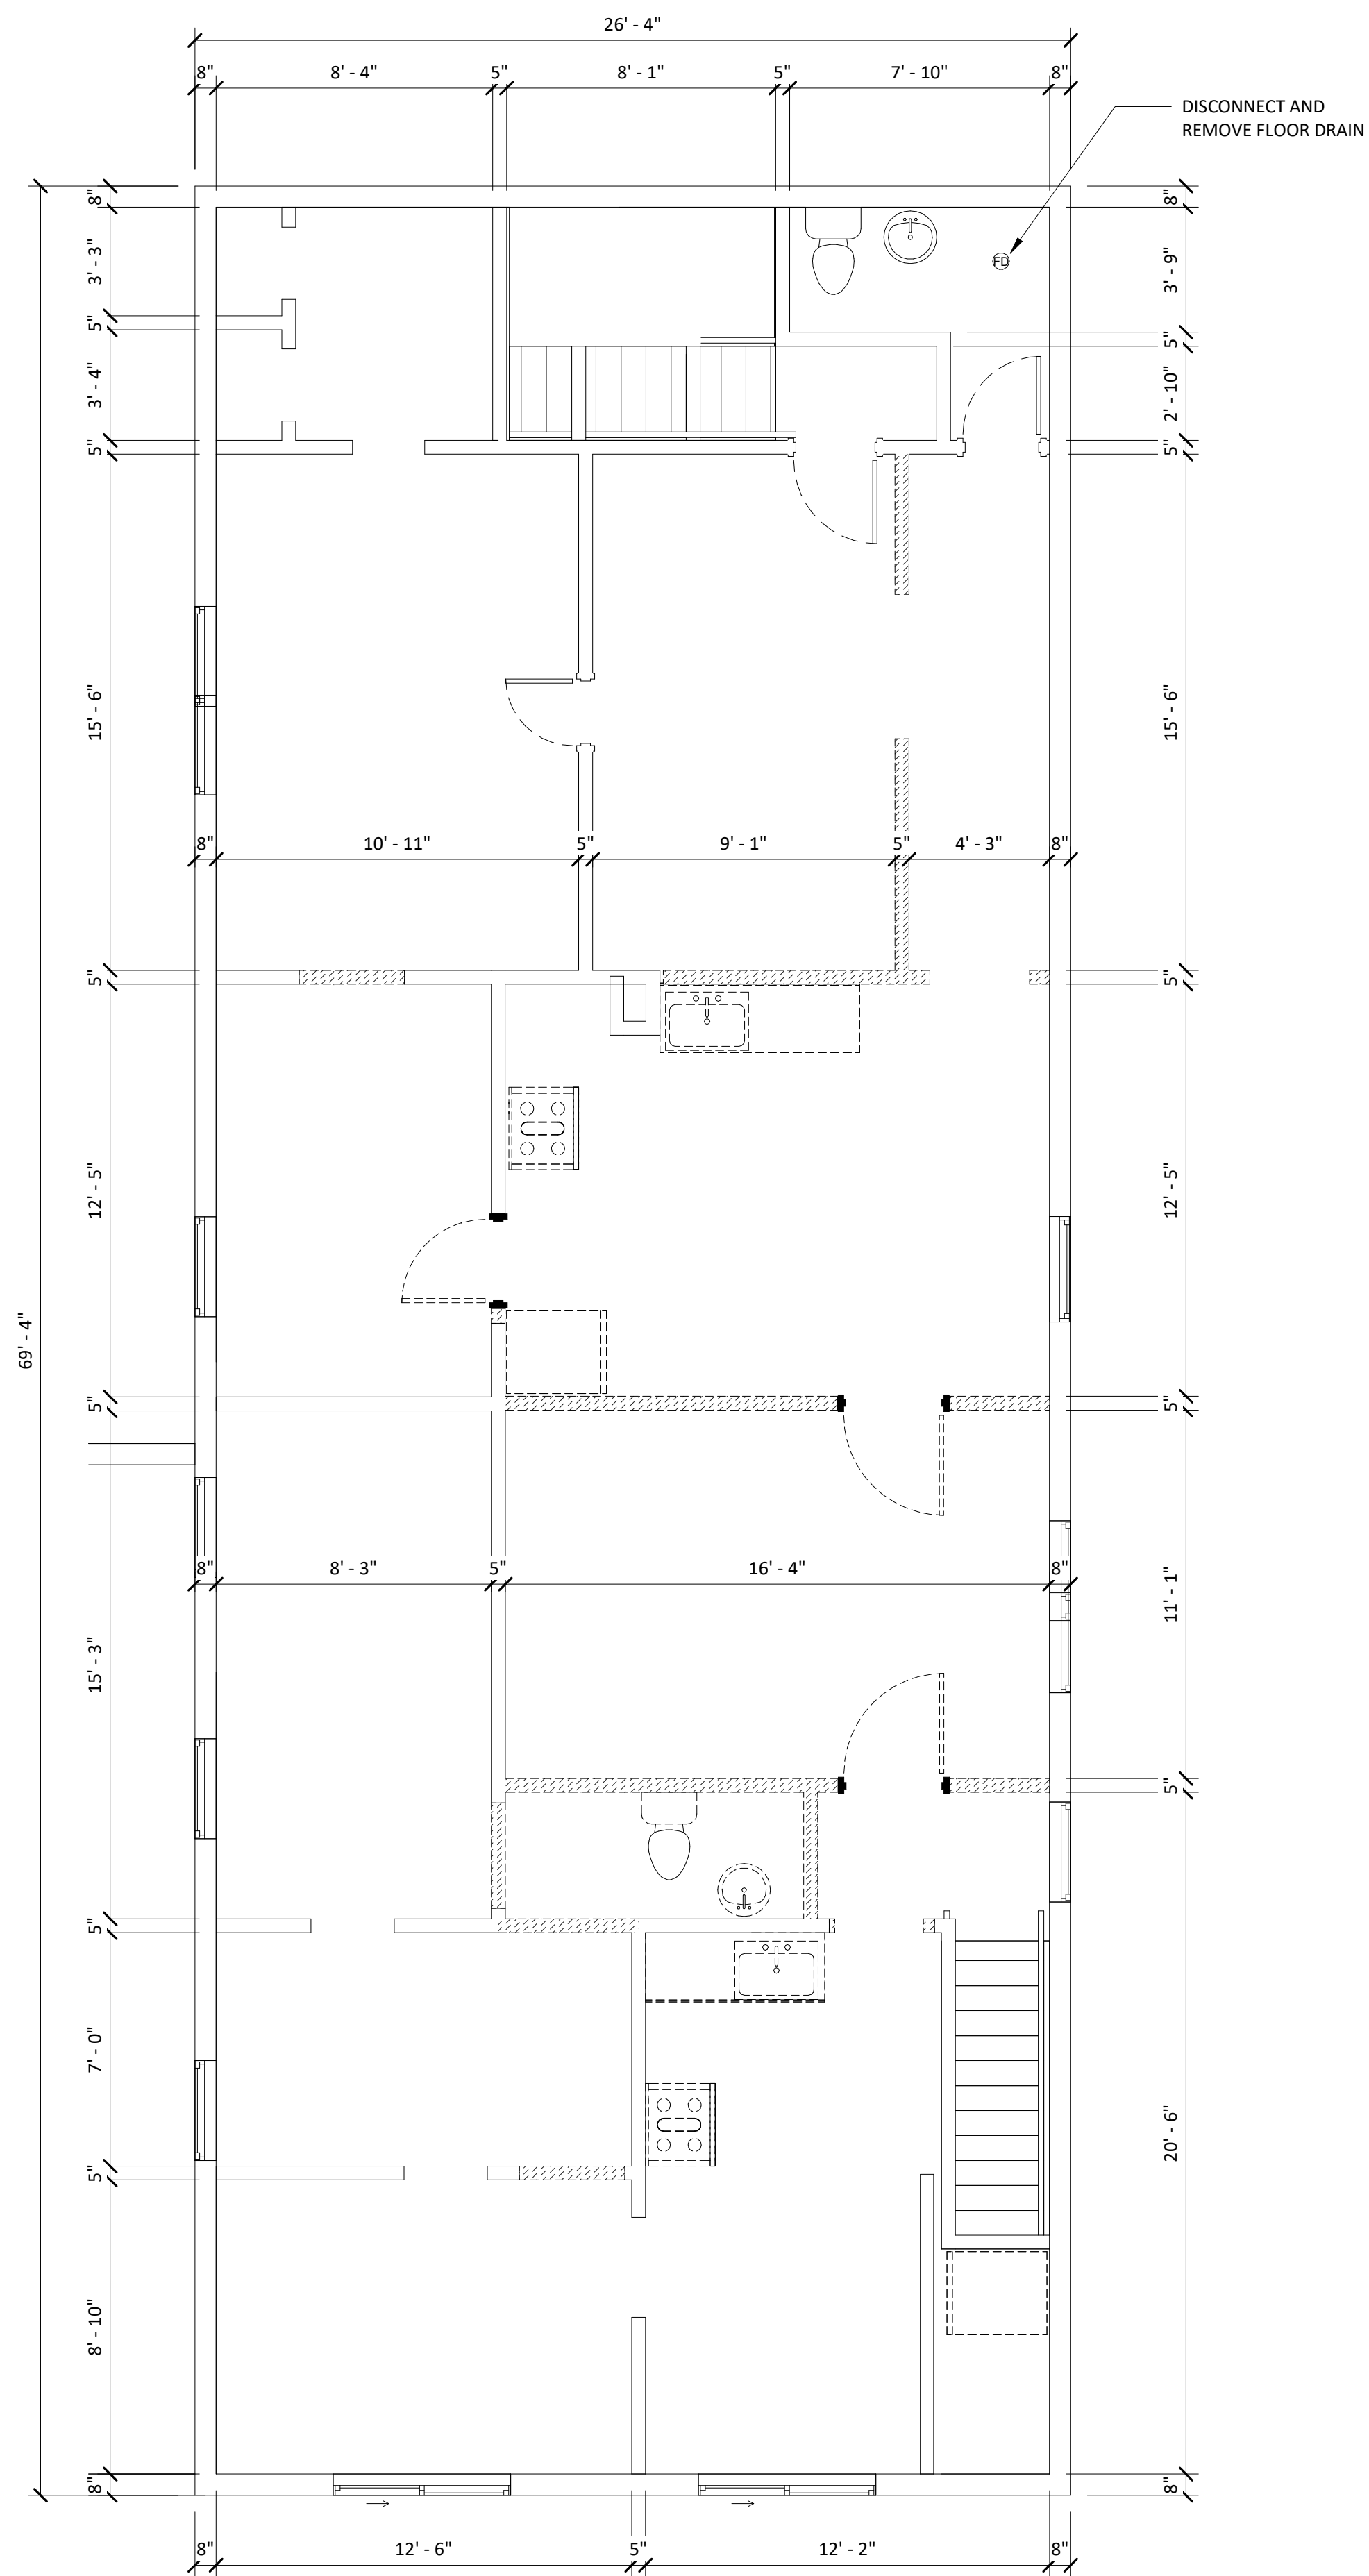 26' - 4"
8" 8' - 4" 5" 8' - 1" 5" 7' - 10" 8"
DISCONNECT AND
REMOVE FLOOR DRAIN
8" 8"
3' - 3" 3' - 9"
FD
5" 5"
3' - 4" 2' - 10"
5" 5"
15' - 6" 15' - 6"
8" 10' - 11" 5" 9' - 1" 5" 4' - 3" 8"
5" 5"
12' - 5" 12' - 5"
69' - 4"
5" 5"
8" 8' - 3" 5" 16' - 4" 8"
11' - 1"
15' - 3"
5"
5"
7' - 0"
20' - 6"
5"
8' - 10"
8" 8"
8" 12' - 6" 5" 12' - 2" 8"